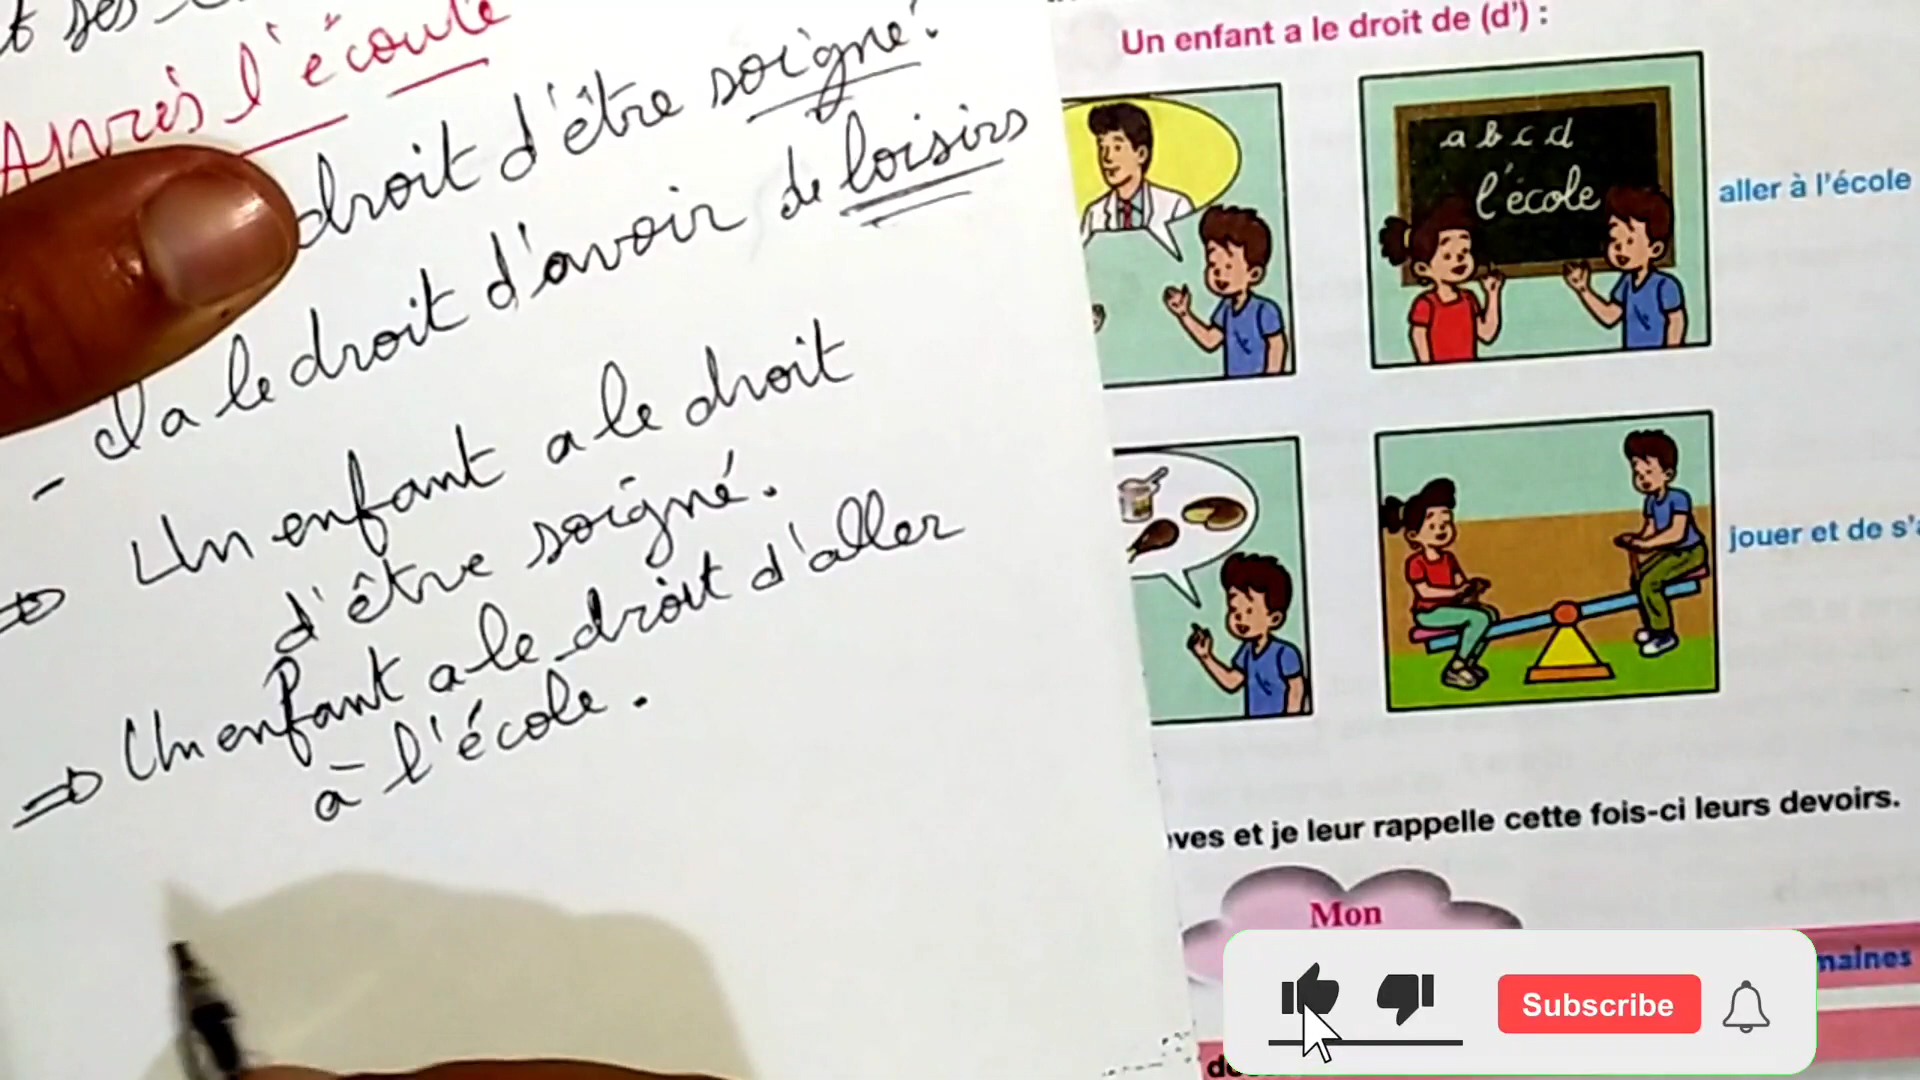 Après l'écoute
droit d'être soigné.
- Il a le droit d'avoir de loisirs
⇒ Un enfant a le droit
d'être soigné.
⇒ Un enfant a le droit d'aller
à l'école.
Un enfant a le droit de (d') :
a b c d
l'école
aller à l'école
jouer et de s'a
ves et je leur rappelle cette fois-ci leurs devoirs.
Mon
maines
Subscribe